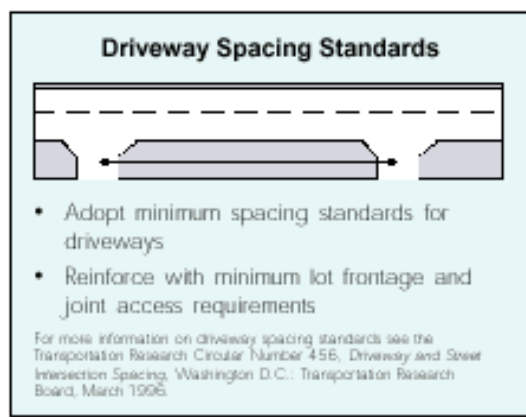 Driveway Spacing Standards
• Adopt minimum spacing standards for
driveways
• Reinforce with minimum lot frontage and
joint access requirements
For more information on driveway spacing standards see the
Transportation Research Circular Number 456, Driveway and Street
Intersection Spacing, Washington D.C.: Transportation Research
Board, March 1996.